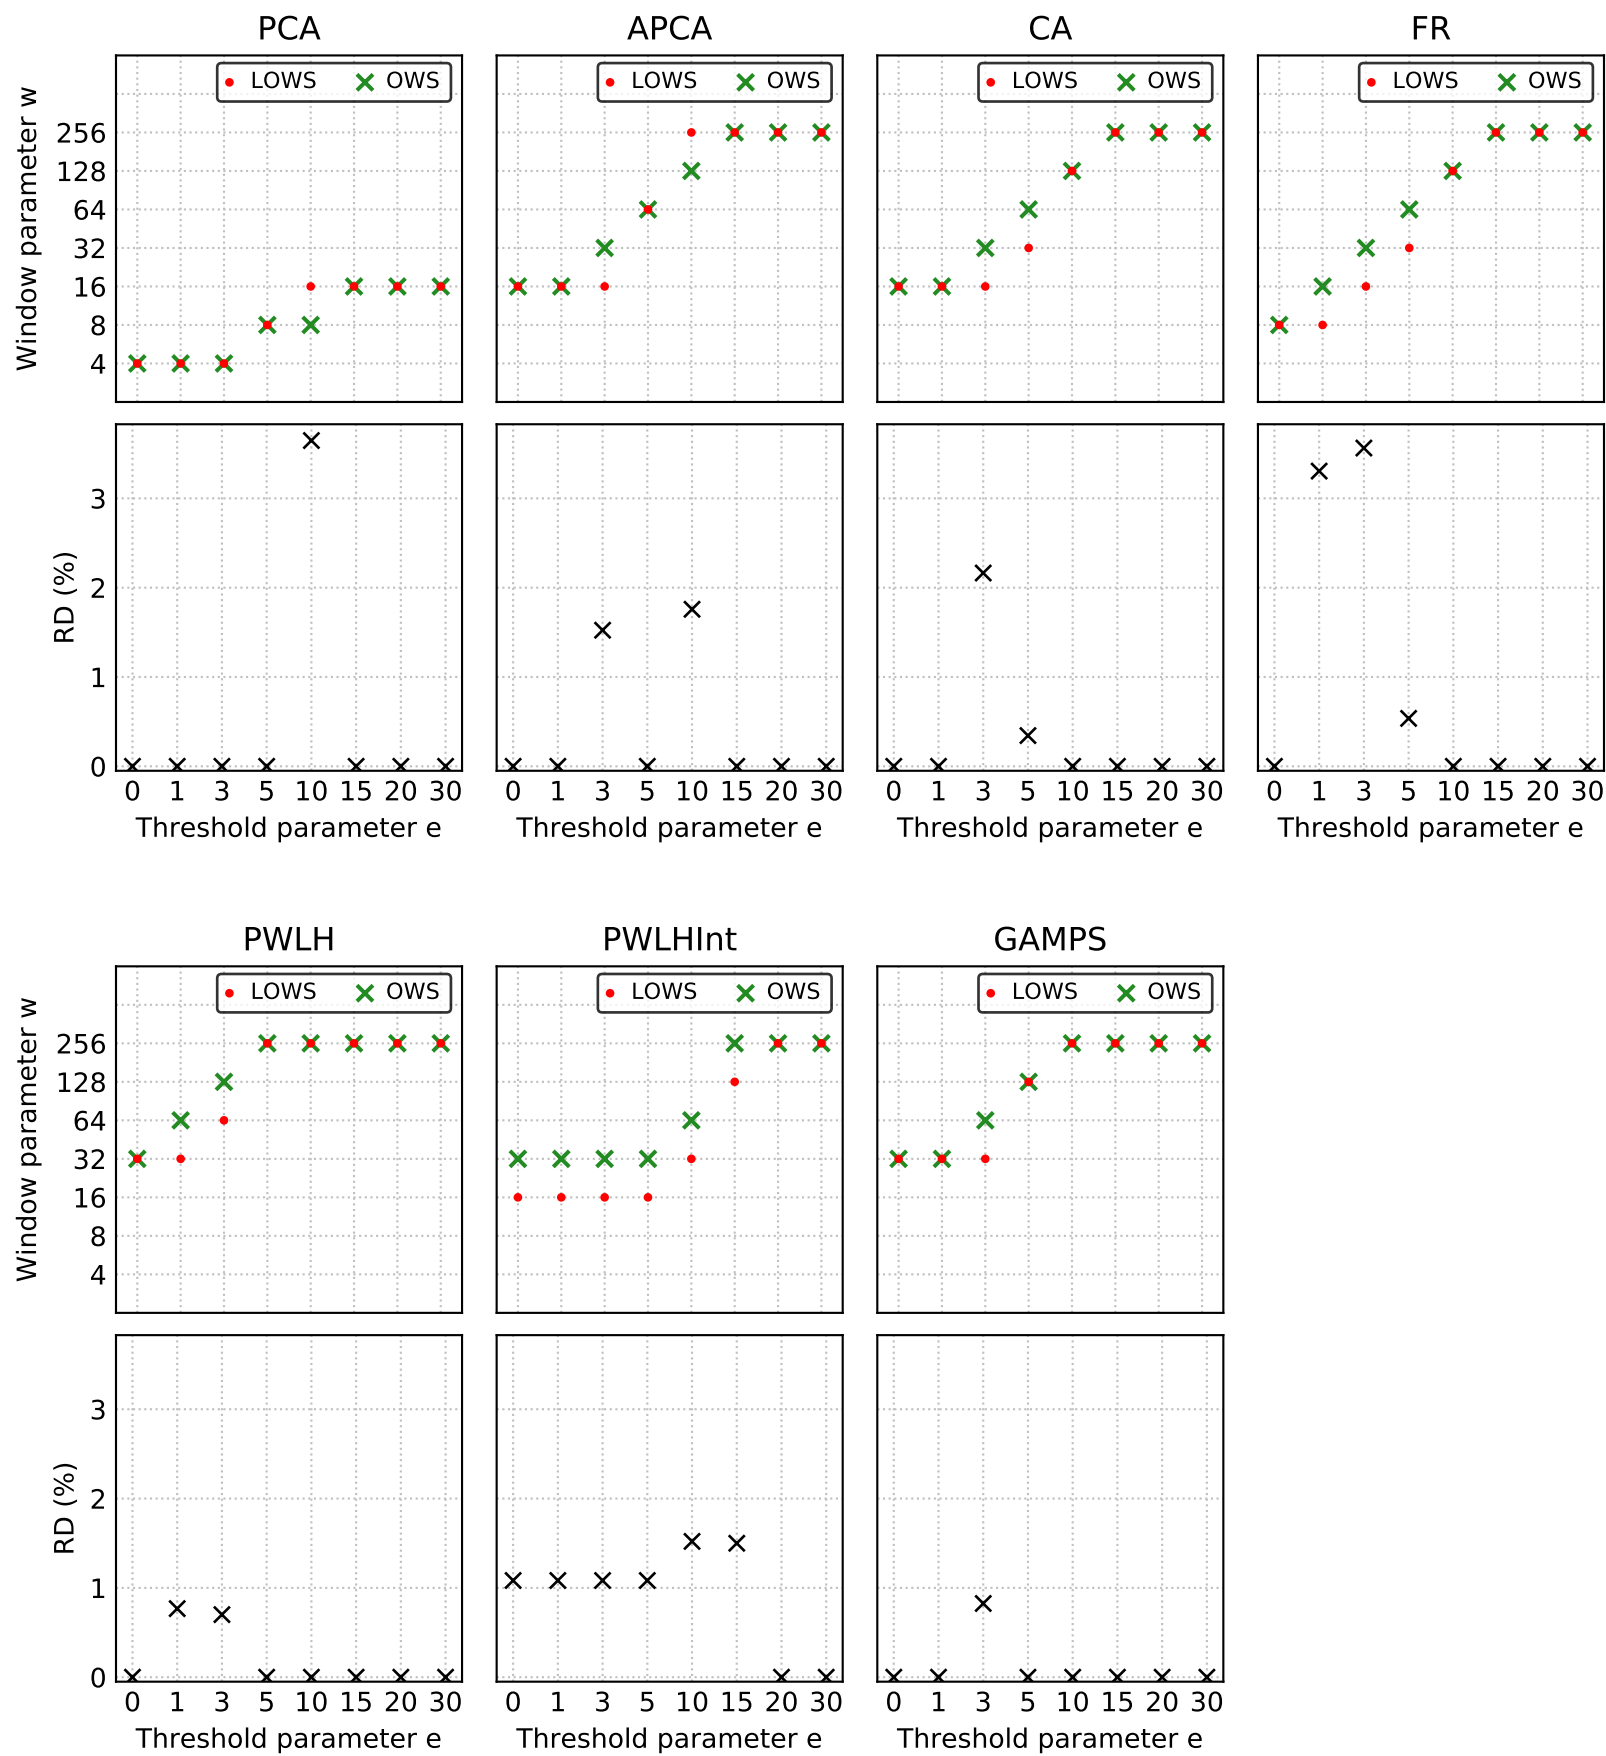 PCA APCA CA FR
LOWS OWS LOWS OWS LOWS OWS LOWS OWS
Window parameter w
256
128
64
32
16
8
4
RD (%)
3
2
1
0
0 1 3 5 10 15 20 30 0 1 3 5 10 15 20 30 0 1 3 5 10 15 20 30 0 1 3 5 10 15 20 30
Threshold parameter e Threshold parameter e Threshold parameter e Threshold parameter e
PWLH PWLHInt GAMPS
LOWS OWS LOWS OWS LOWS OWS
Window parameter w
256
128
64
32
16
8
4
RD (%)
3
2
1
0
0 1 3 5 10 15 20 30 0 1 3 5 10 15 20 30 0 1 3 5 10 15 20 30
Threshold parameter e Threshold parameter e Threshold parameter e